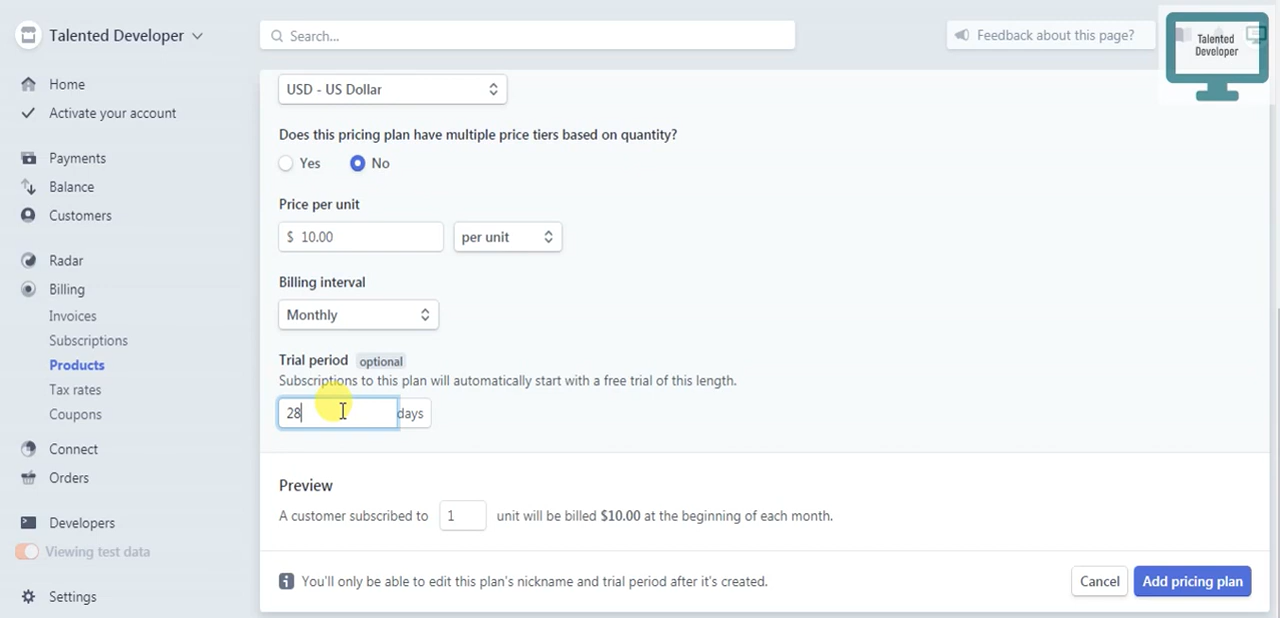 Talented Developer
Search...
Feedback about this page?
Talented
Developer
Home
Activate your account
Payments
Balance
Customers
Radar
Billing
Invoices
Subscriptions
Products
Tax rates
Coupons
Connect
Orders
Developers
Viewing test data
Settings
USD - US Dollar
Does this pricing plan have multiple price tiers based on quantity?
Yes No
Price per unit
$ 10.00 per unit
Billing interval
Monthly
Trial period optional
Subscriptions to this plan will automatically start with a free trial of this length.
28 days
Preview
A customer subscribed to 1 unit will be billed $10.00 at the beginning of each month.
You'll only be able to edit this plan's nickname and trial period after it's created.
Cancel Add pricing plan